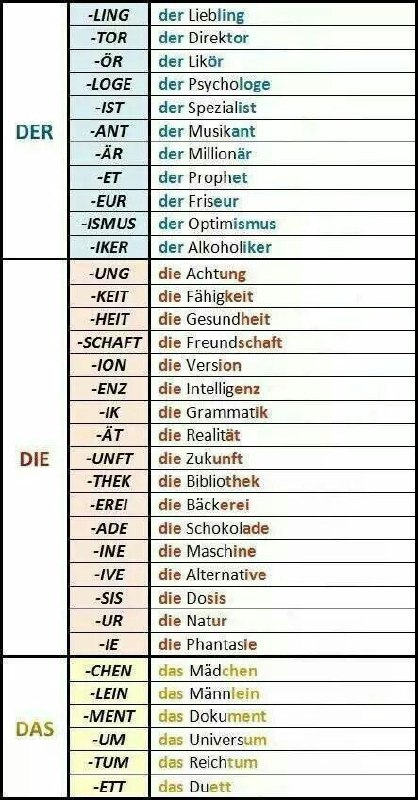 DER
-LING der Liebling
-TOR der Direktor
-ÖR der Likör
-LOGE der Psychologe
-IST der Spezialist
-ANT der Musikant
-ÄR der Millionär
-ET der Prophet
-EUR der Friseur
-ISMUS der Optimismus
-IKER der Alkoholiker
DIE
-UNG die Achtung
-KEIT die Fähigkeit
-HEIT die Gesundheit
-SCHAFT die Freundschaft
-ION die Version
-ENZ die Intelligenz
-IK die Grammatik
-ÄT die Realität
-UNFT die Zukunft
-THEK die Bibliothek
-EREI die Bäckerei
-ADE die Schokolade
-INE die Maschine
-IVE die Alternative
-SIS die Dosis
-UR die Natur
-IE die Phantasie
DAS
-CHEN das Mädchen
-LEIN das Männlein
-MENT das Dokument
-UM das Universum
-TUM das Reichtum
-ETT das Duett